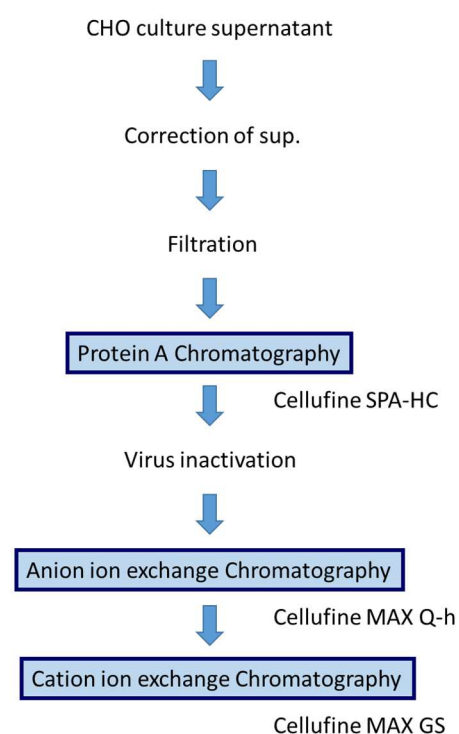 CHO culture supernatant
Correction of sup.
Filtration
Protein A Chromatography
Cellufine SPA-HC
Virus inactivation
Anion ion exchange Chromatography
Cellufine MAX Q-h
Cation ion exchange Chromatography
Cellufine MAX GS